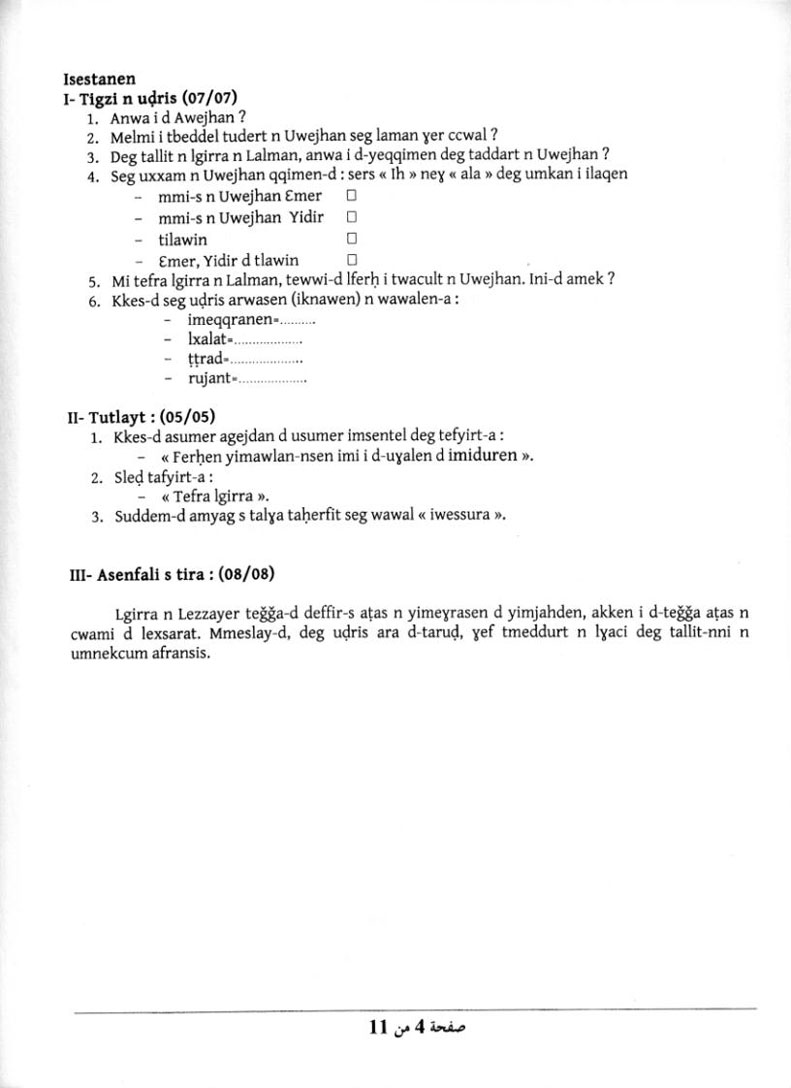 Isestanen
I- Tigzi n uḍris (07/07)
1. Anwa i d Awejhan ?
2. Melmi i tbeddel tudert n Uwejhan seg laman ɣer ccwal ?
3. Deg tallit n lgirra n Lalman, anwa i d-yeqqimen deg taddart n Uwejhan ?
4. Seg uxxam n Uwejhan qqimen-d : sers « Ih » neɣ « ala » deg umkan i ilaqen
- mmi-s n Uwejhan Ɛmer □
- mmi-s n Uwejhan Yidir □
- tilawin □
- Ɛmer, Yidir d tlawin □
5. Mi tefra lgirra n Lalman, tewwi-d lferḥ i twacult n Uwejhan. Ini-d amek ?
6. Kkes-d seg uḍris arwasen (iknawen) n wawalen-a :
- imeqqranen=..........
- lxalat=...................
- ṭṭrad=....................
- rujant=...................
II- Tutlayt : (05/05)
1. Kkes-d asumer agejdan d usumer imsentel deg tefyirt-a :
- « Ferḥen yimawlan-nsen imi i d-uɣalen d imiduren ».
2. Sleḍ tafyirt-a :
- « Tefra lgirra ».
3. Suddem-d amyag s talɣa taḥerfit seg wawal « iwessura ».
III- Asenfali s tira : (08/08)
Lgirra n Lezzayer teǧǧa-d deffir-s aṭas n yimeɣrasen d yimjahden, akken i d-teǧǧa aṭas n
cwami d lexsarat. Mmeslay-d, deg uḍris ara d-taruḍ, ɣef tmeddurt n lɣaci deg tallit-nni n
umnekcum afransis.
صفحة 4 من 11